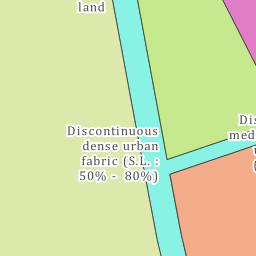 land
Discontinuous
dense urban
fabric (S.L. :
50% -  80%)
Dis
med
u
(